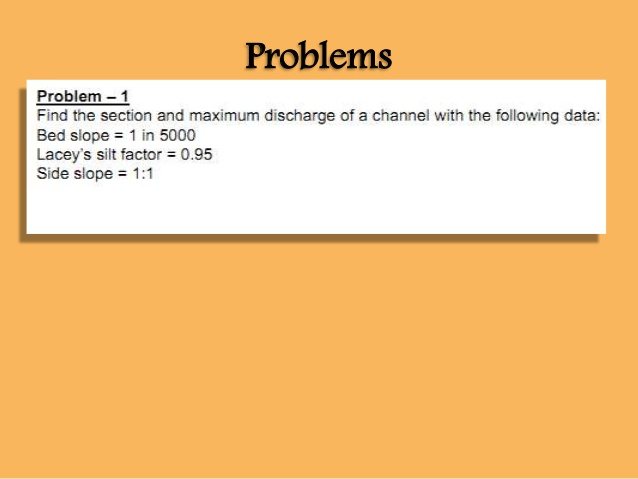 Problems
Problem – 1
Find the section and maximum discharge of a channel with the following data:
Bed slope = 1 in 5000
Lacey's silt factor = 0.95
Side slope = 1:1